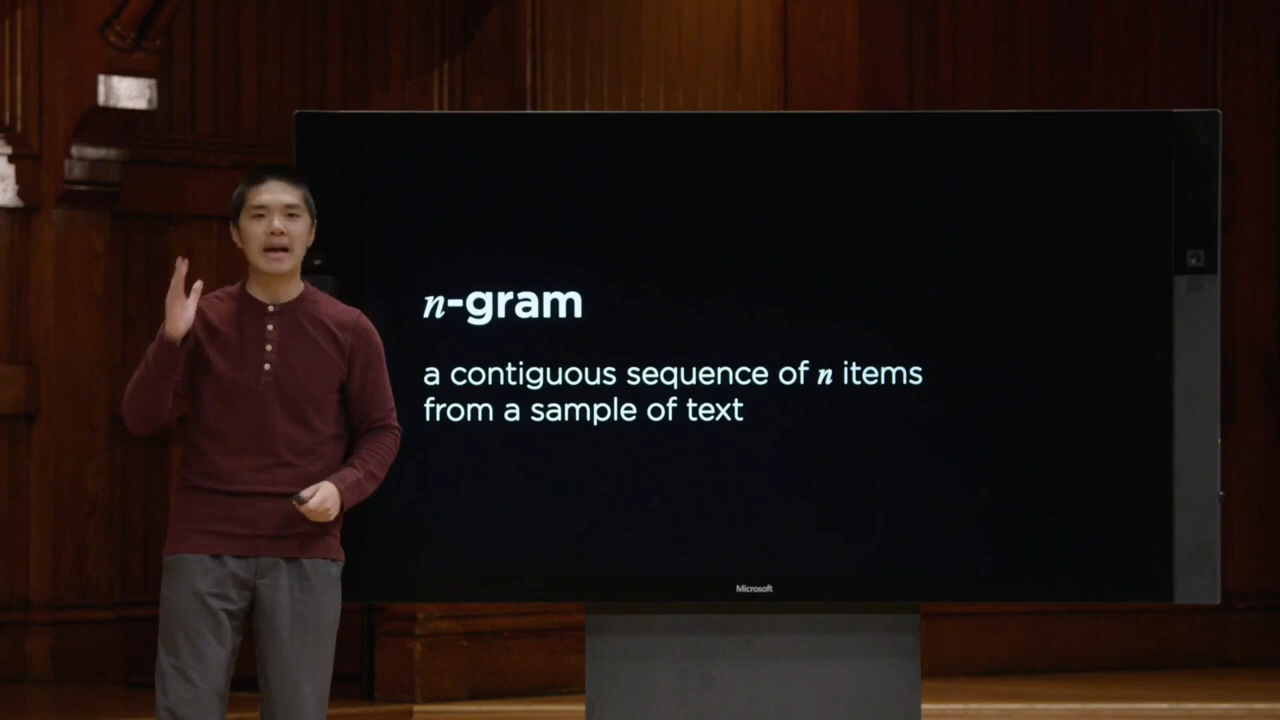 n-gram
a contiguous sequence of n items
from a sample of text
Microsoft